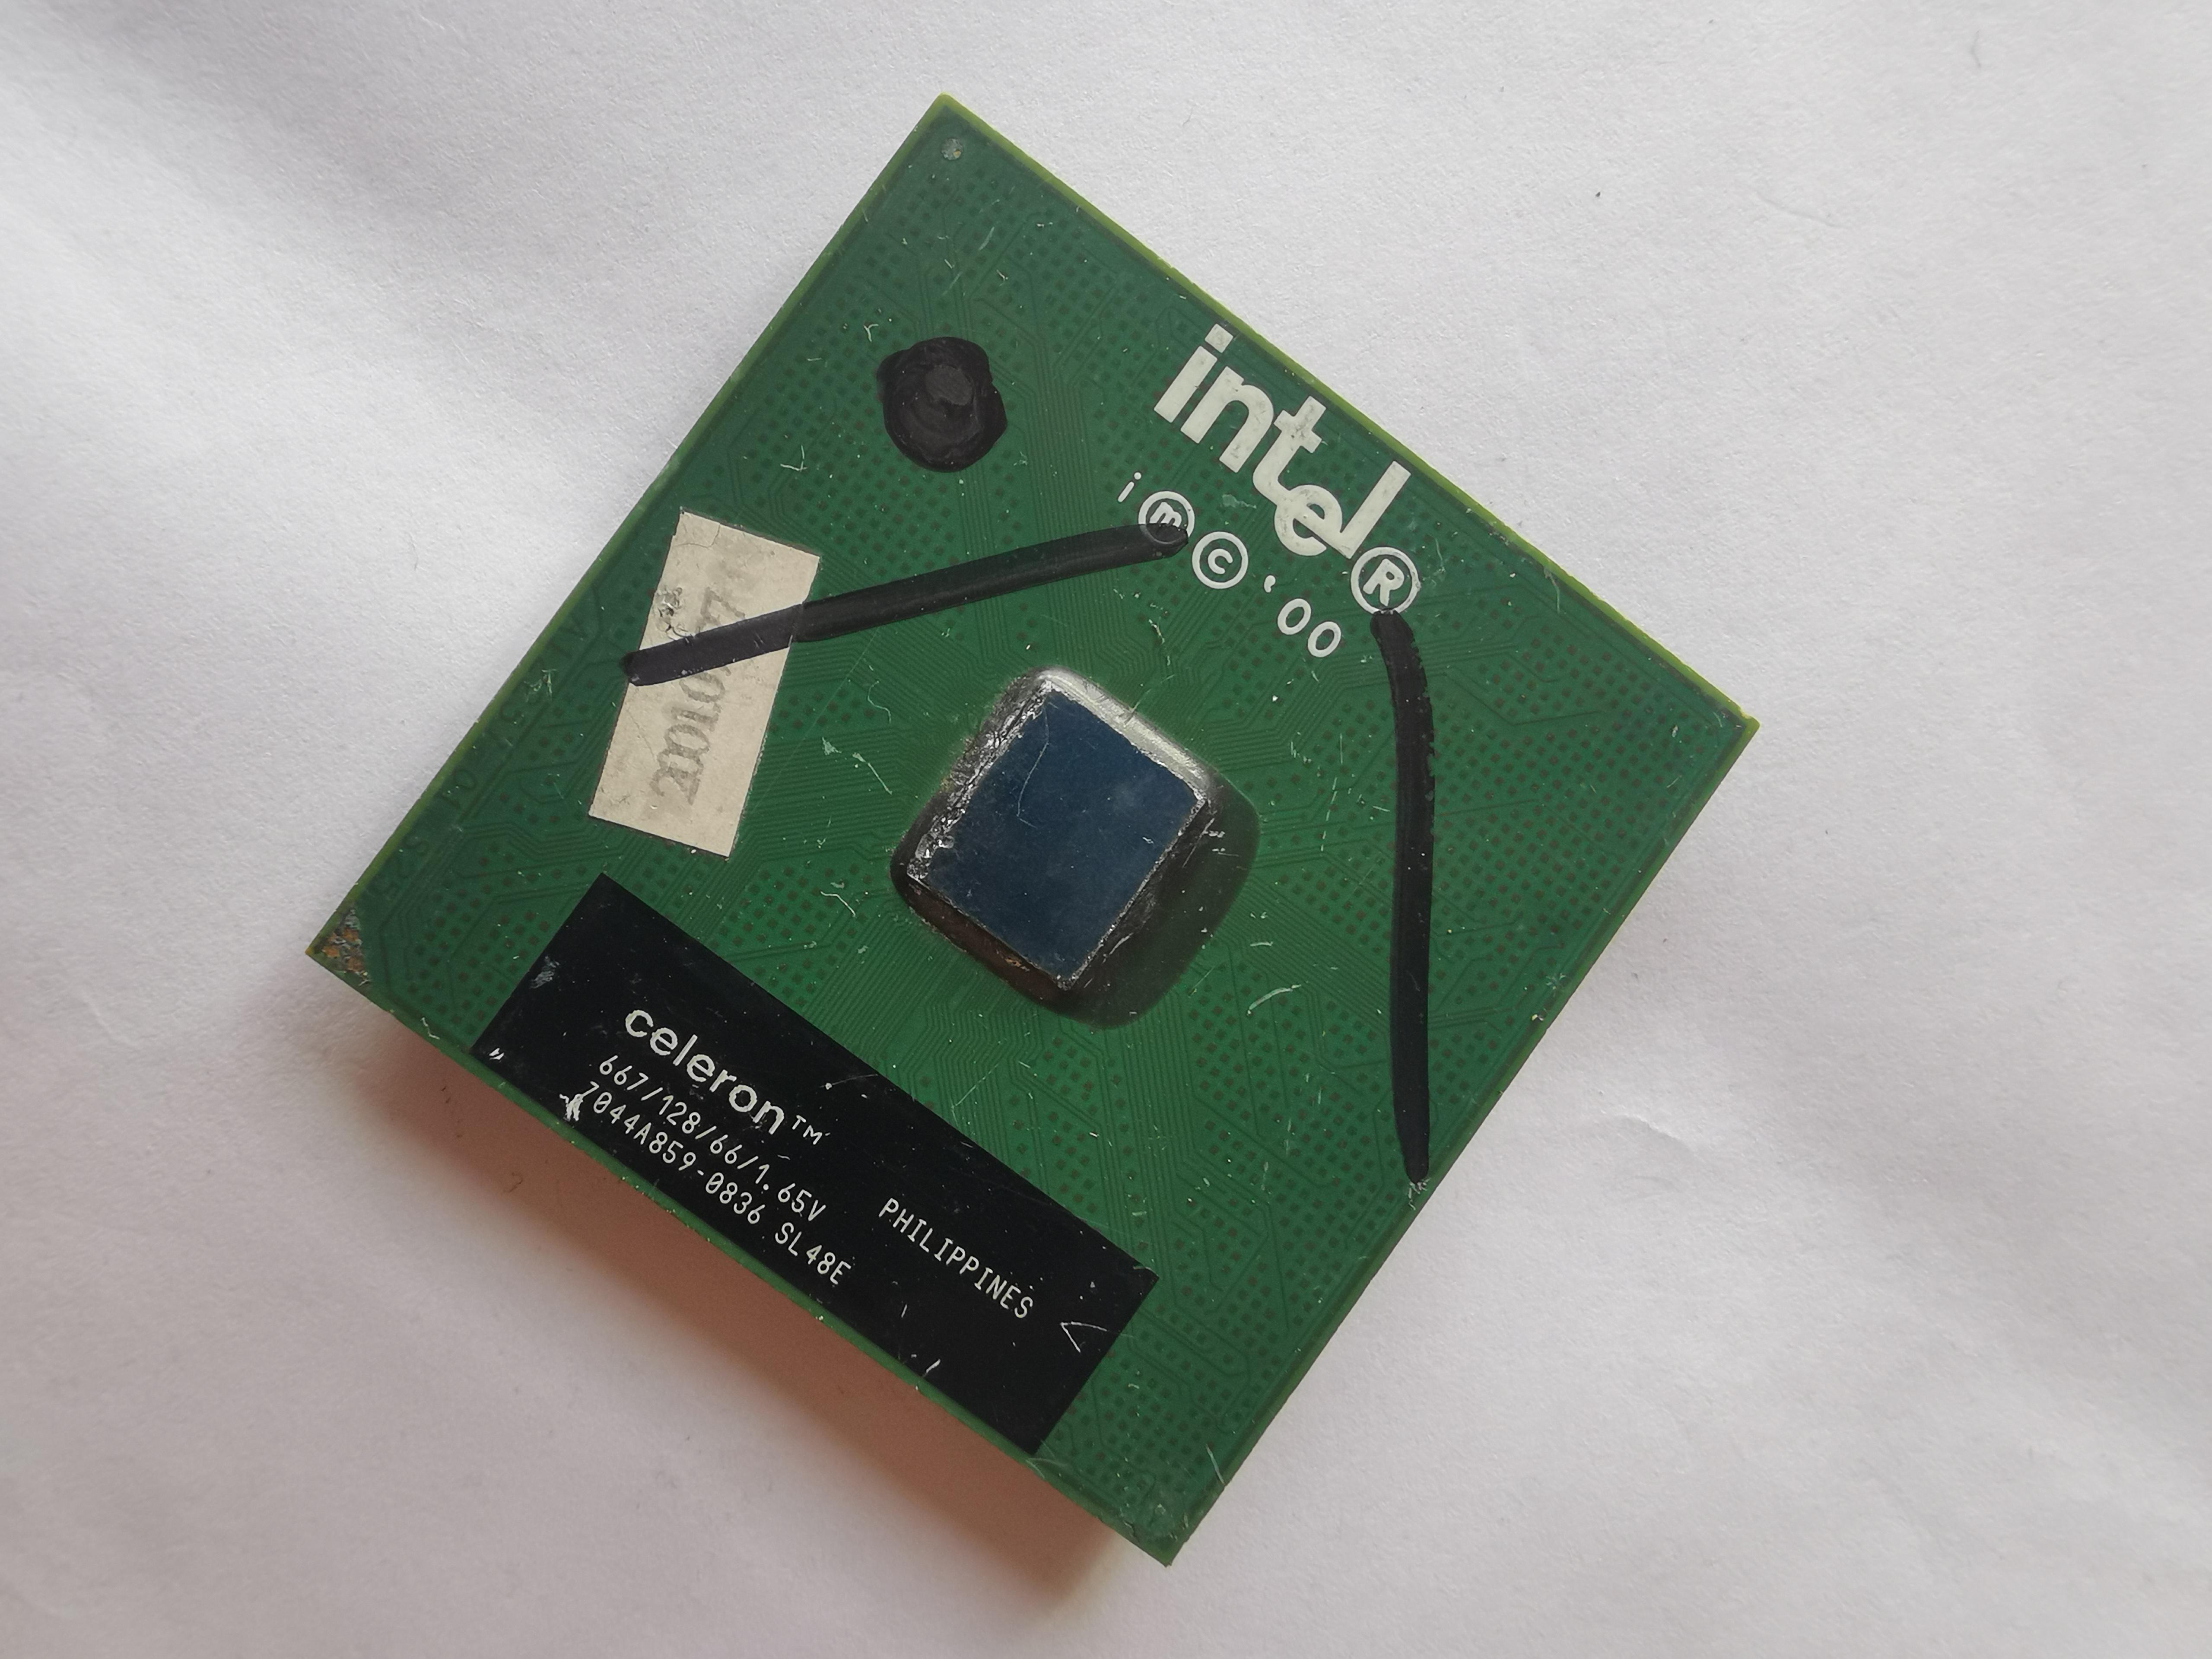 intel®
i ⓜ © '00
celeron™
667/128/66/1.65V
7044A859-0836 SL48E
PHILIPPINES